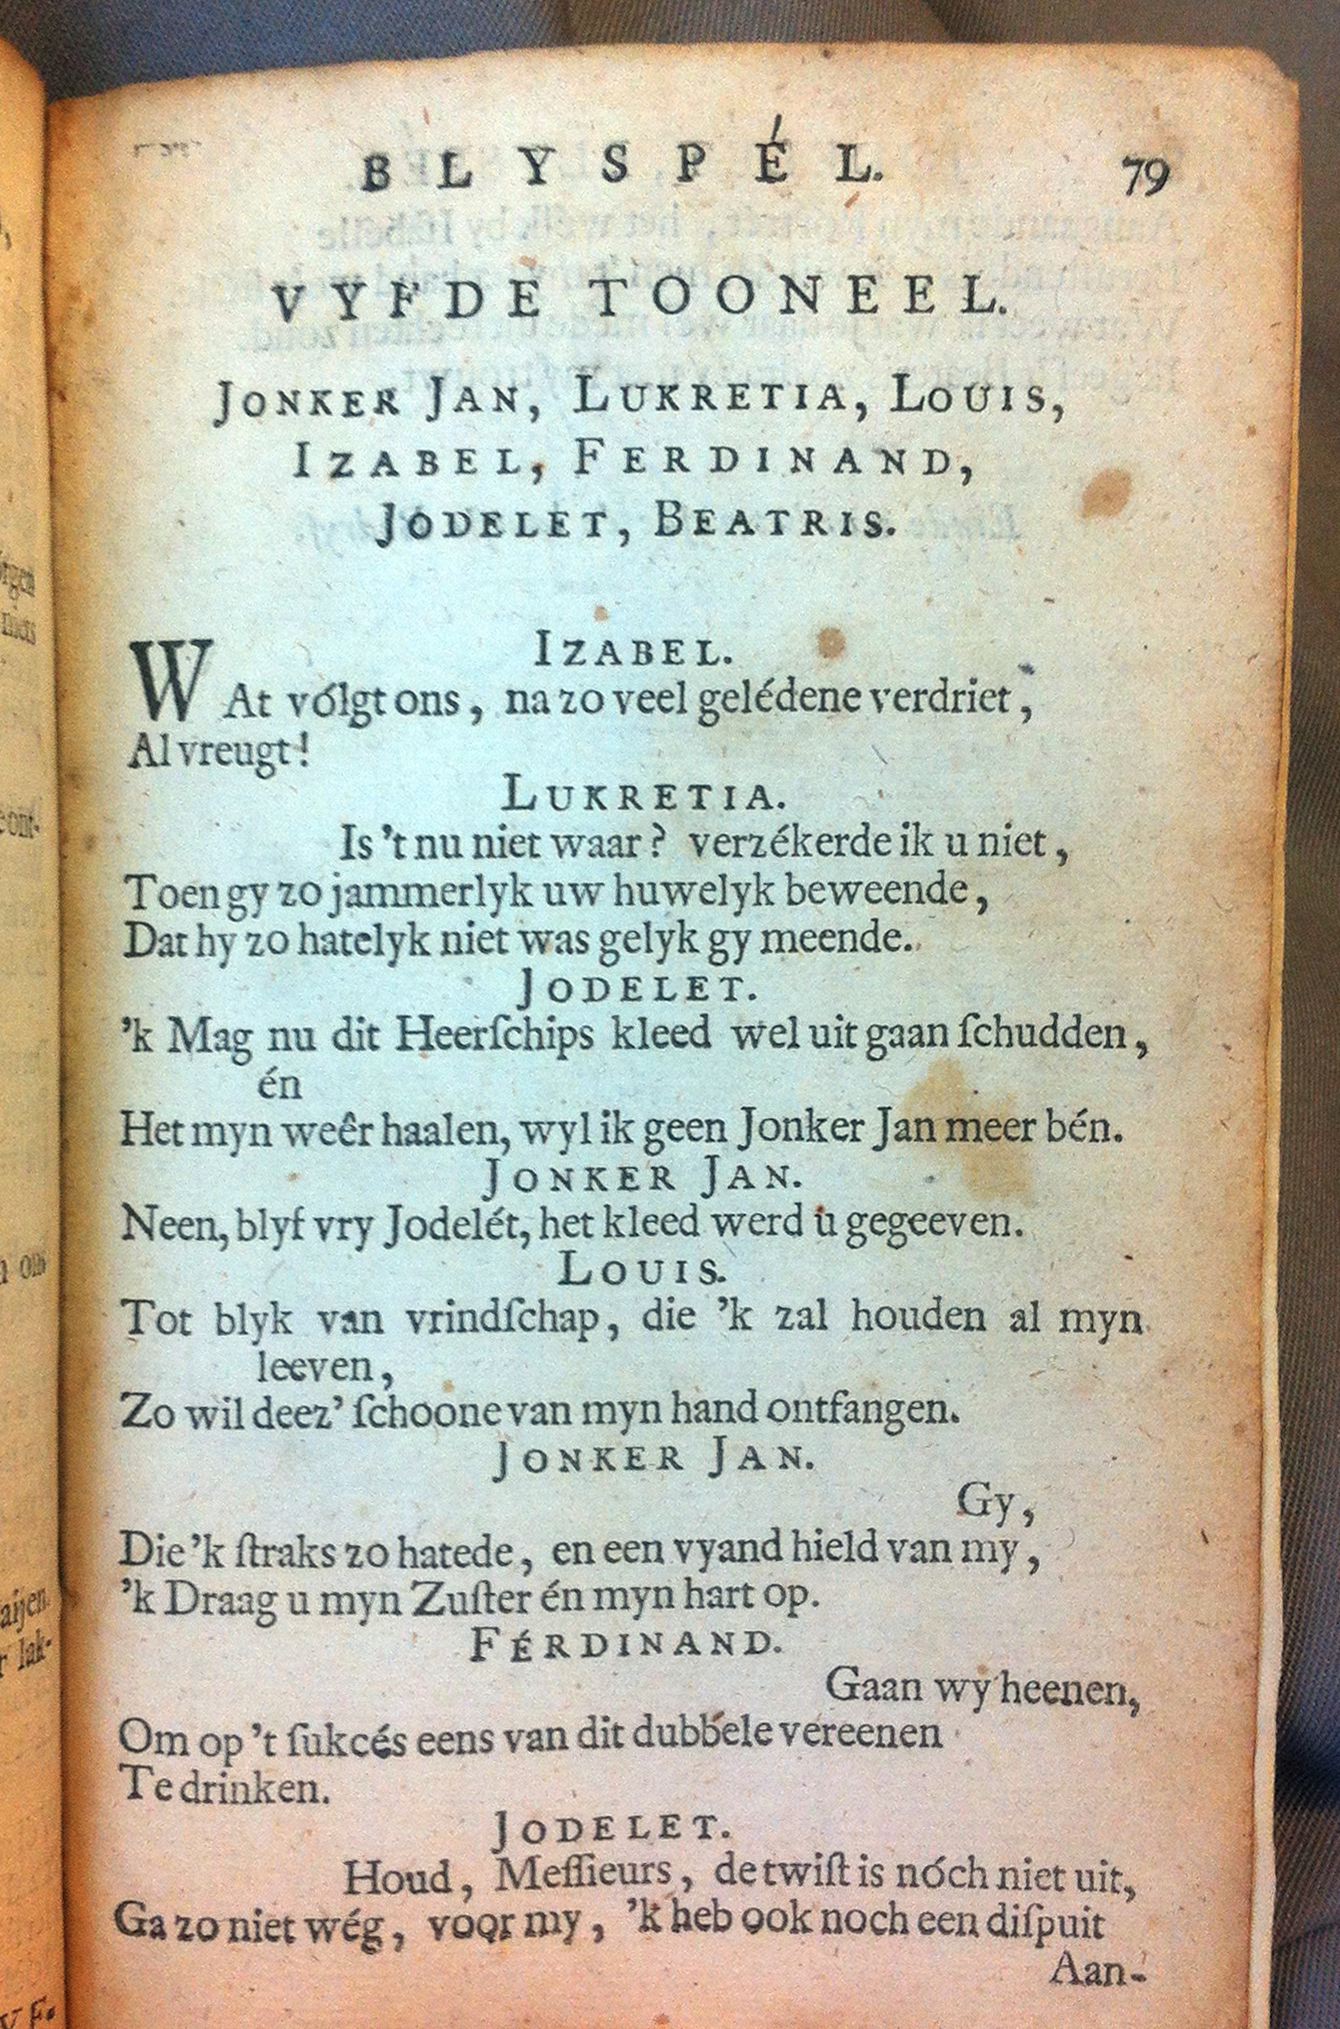 BLYSPÉL. 79
VYFDE TOONEEL.
JONKER JAN, LUKRETIA, LOUIS,
IZABEL, FERDINAND,
JODELET, BEATRIS.
IZABEL.
WAt vólgt ons, na zo veel gelédene verdriet,
Al vreugt!
LUKRETIA.
Is 't nu niet waar? verzékerde ik u niet,
Toen gy zo jammerlyk uw huwelyk beweende,
Dat hy zo hatelyk niet was gelyk gy meende.
JODELET.
'k Mag nu dit Heerſchips kleed wel uit gaan ſchudden,
én
Het myn weêr haalen, wyl ik geen Jonker Jan meer bén.
JONKER JAN.
Neen, blyf vry Jodelét, het kleed werd u gegeeven.
LOUIS.
Tot blyk van vrindſchap, die 'k zal houden al myn
leeven,
Zo wil deez' ſchoone van myn hand ontfangen.
JONKER JAN.
Gy,
Die 'k ſtraks zo hatede, en een vyand hield van my,
'k Draag u myn Zuſter én myn hart op.
FÉRDINAND.
Gaan wy heenen,
Om op 't ſukcés eens van dit dubbele vereenen
Te drinken.
JODELET.
Houd, Meſſieurs, de twiſt is nóch niet uit,
Ga zo niet wég, voor my, 'k heb ook noch een diſpuit
Aan-